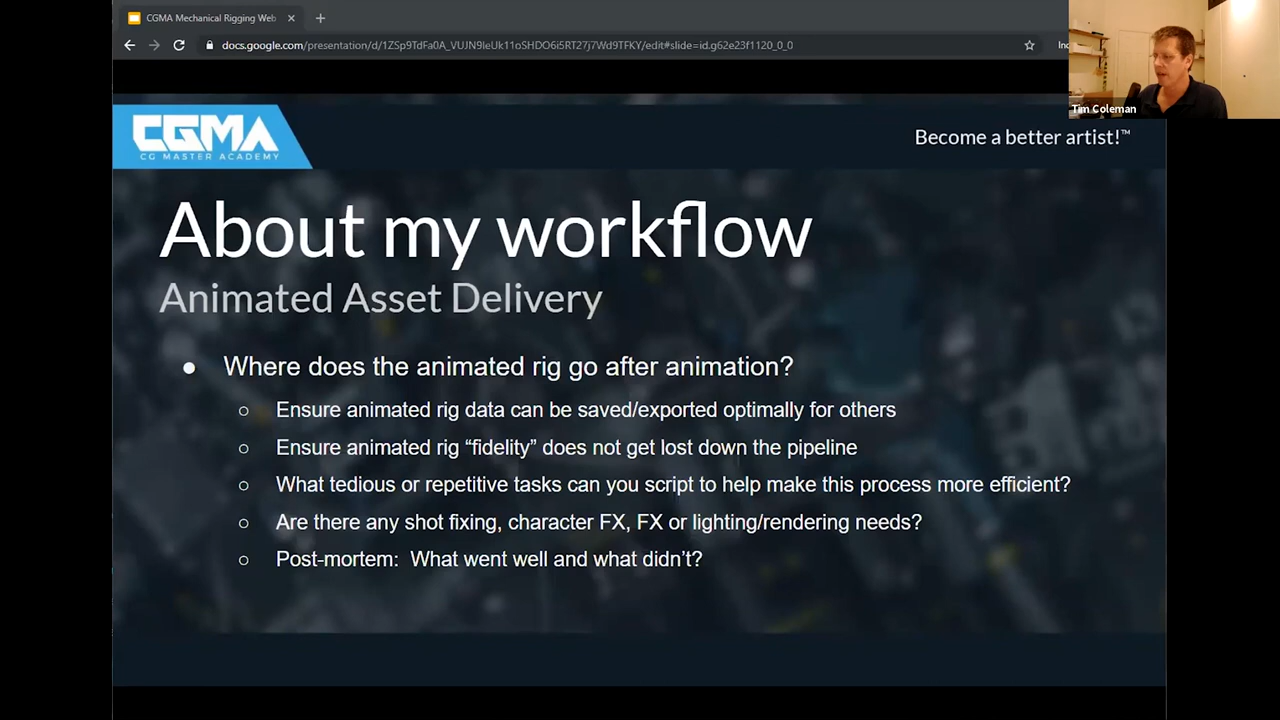 CGMA Mechanical Rigging Web
docs.google.com/presentation/d/1ZSp9TdFa0A_VUJN9leUk11oSHDO6i5RT27j7Wd9TFKY/edit#slide=id.g62e23f1120_0_0
Tim Coleman
CGMA
CG MASTER ACADEMY
Become a better artist!™
About my workflow
Animated Asset Delivery
● Where does the animated rig go after animation?
○ Ensure animated rig data can be saved/exported optimally for others
○ Ensure animated rig “fidelity” does not get lost down the pipeline
○ What tedious or repetitive tasks can you script to help make this process more efficient?
○ Are there any shot fixing, character FX, FX or lighting/rendering needs?
○ Post-mortem: What went well and what didn’t?